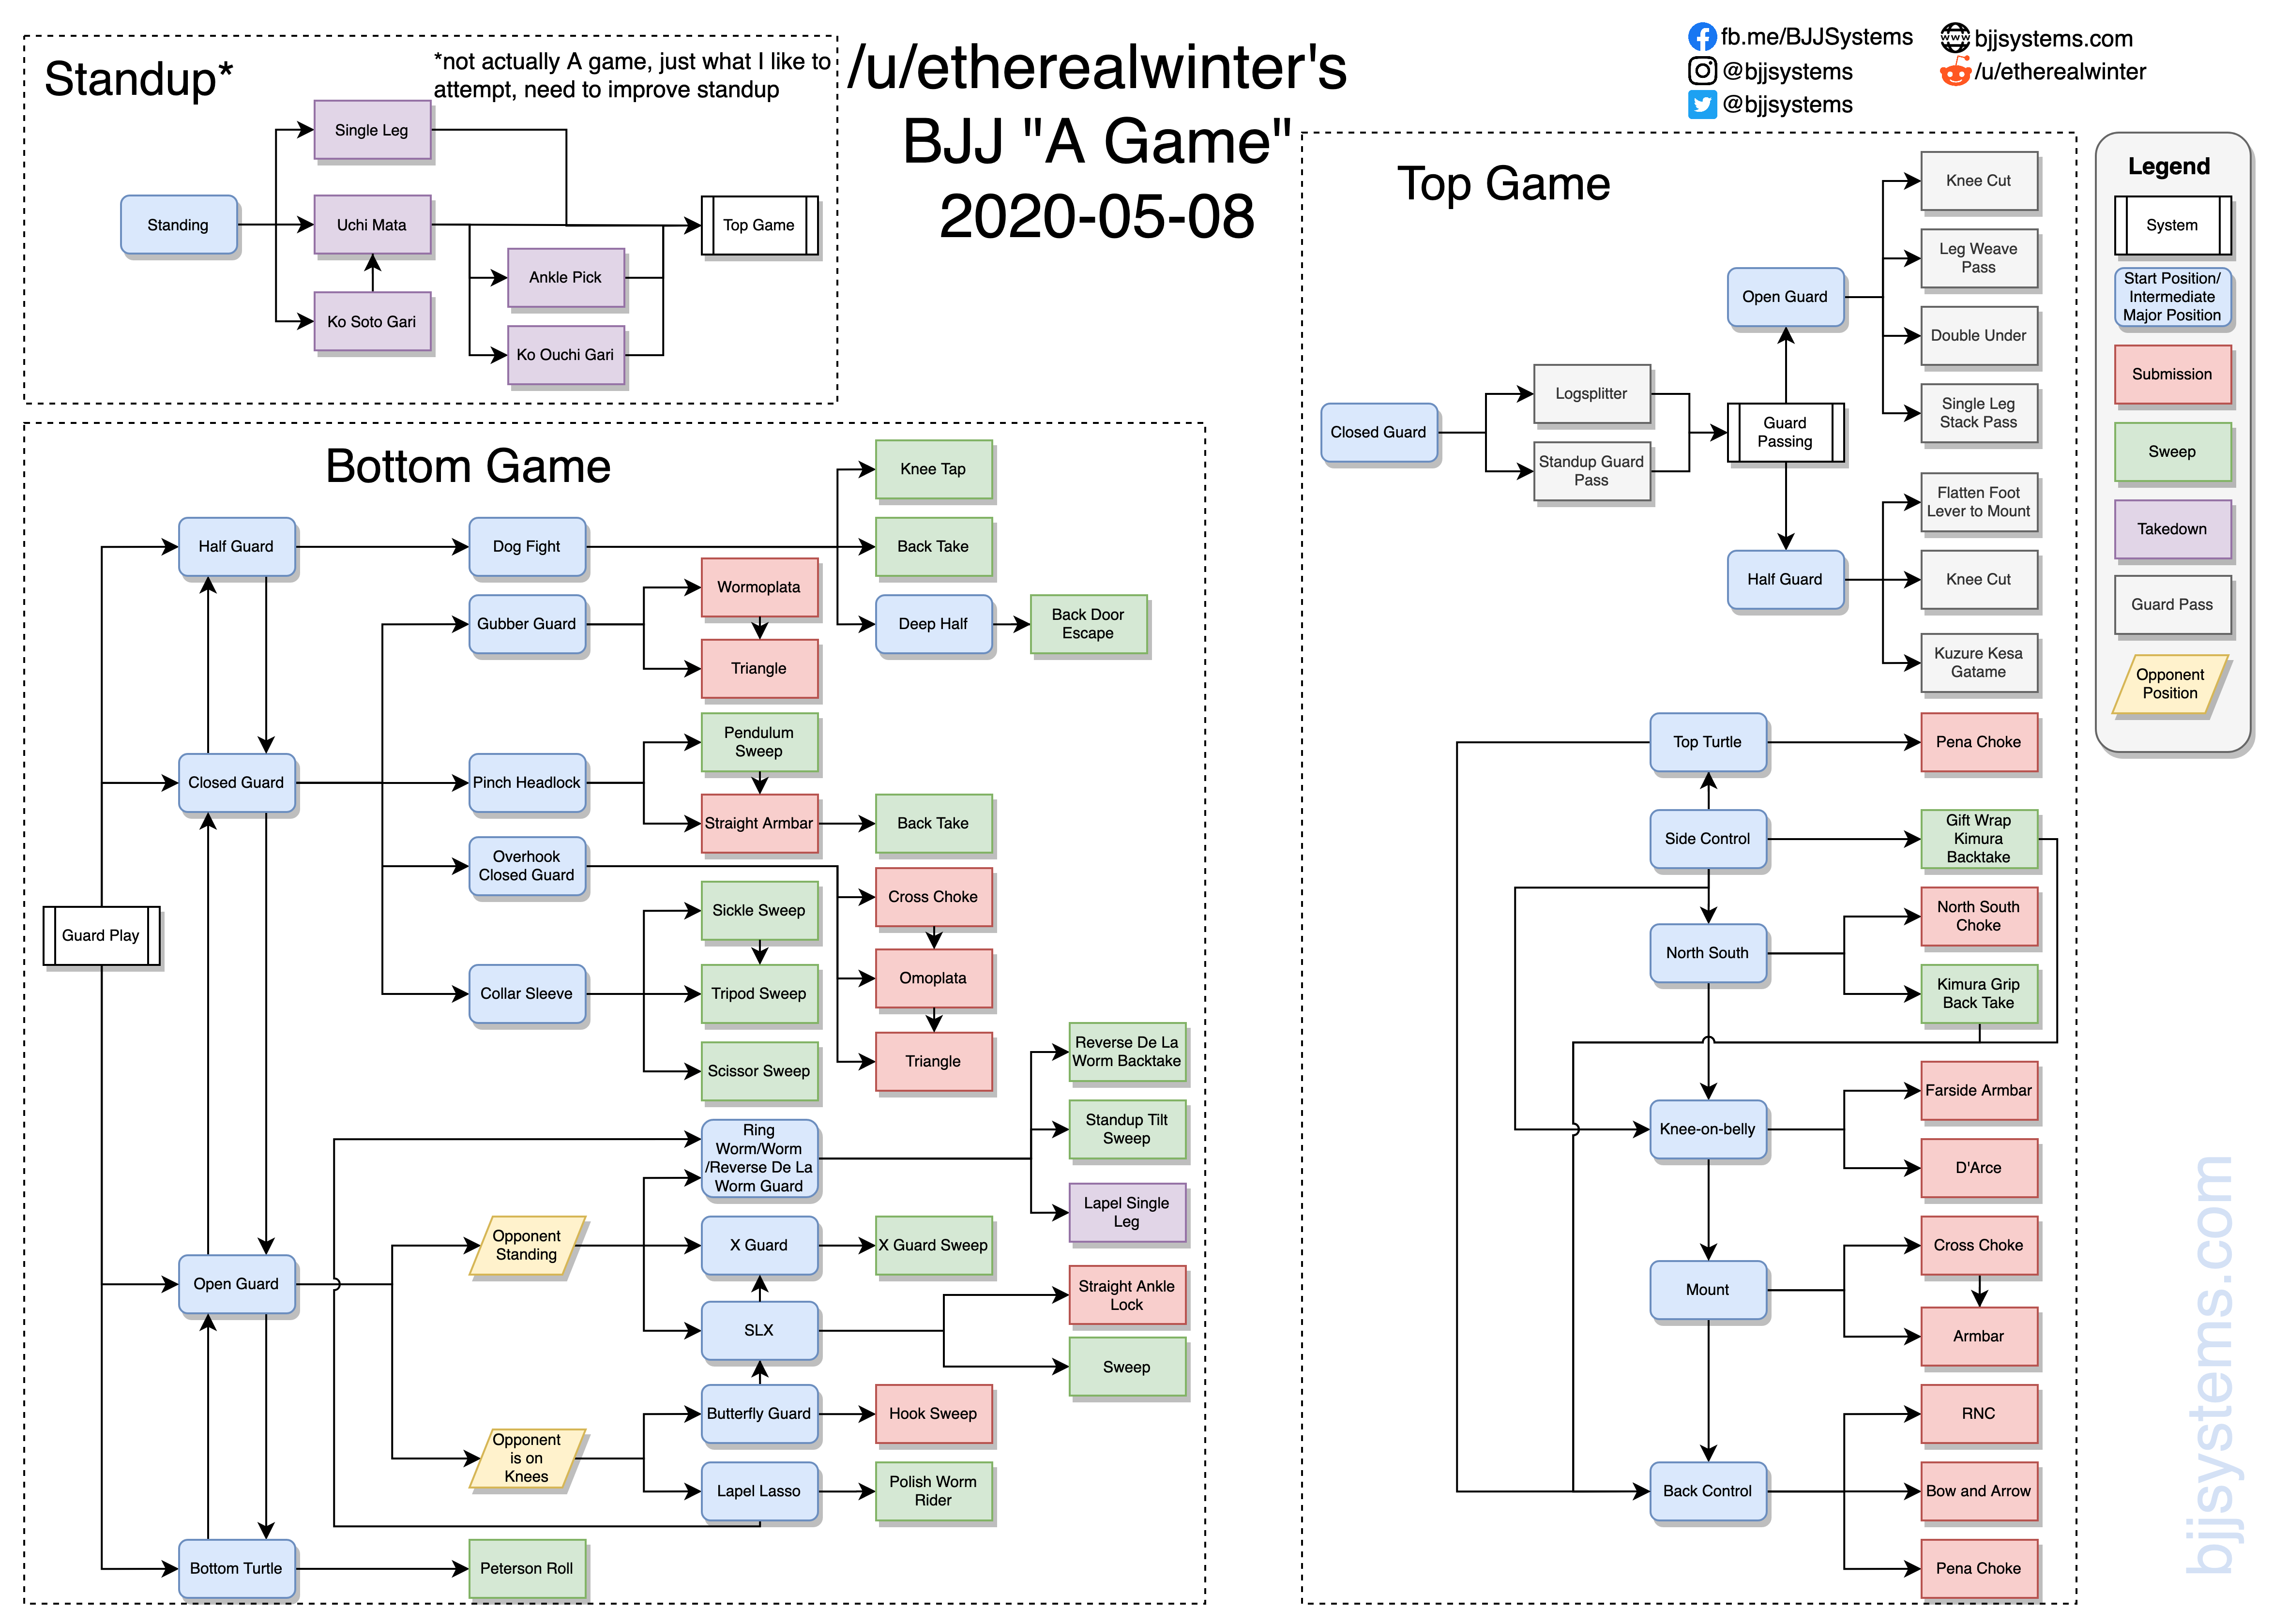 Standup*
*not actually A game, just what I like to
attempt, need to improve standup
Single Leg
Standing
Uchi Mata
Top Game
Ankle Pick
Ko Soto Gari
Ko Ouchi Gari
/u/etherealwinter's
BJJ "A Game"
2020-05-08
fb.me/BJJSystems
@bjjsystems
@bjjsystems
bjjsystems.com
/u/etherealwinter
Bottom Game
Knee Tap
Half Guard
Dog Fight
Back Take
Wormoplata
Gubber Guard
Deep Half
Back Door
Escape
Triangle
Pendulum
Sweep
Closed Guard
Pinch Headlock
Straight Armbar
Back Take
Overhook
Closed Guard
Cross Choke
Sickle Sweep
Guard Play
Omoplata
Collar Sleeve
Tripod Sweep
Triangle
Scissor Sweep
Reverse De La
Worm Backtake
Ring
Worm/Worm
/Reverse De La
Worm Guard
Standup Tilt
Sweep
Lapel Single
Leg
Opponent
Standing
X Guard
X Guard Sweep
Open Guard
Straight Ankle
Lock
SLX
Sweep
Butterfly Guard
Hook Sweep
Opponent
is on
Knees
Lapel Lasso
Polish Worm
Rider
Bottom Turtle
Peterson Roll
Top Game
Knee Cut
Leg Weave
Pass
Open Guard
Double Under
Logsplitter
Single Leg
Stack Pass
Closed Guard
Guard
Passing
Standup Guard
Pass
Flatten Foot
Lever to Mount
Half Guard
Knee Cut
Kuzure Kesa
Gatame
Top Turtle
Pena Choke
Side Control
Gift Wrap
Kimura
Backtake
North South
Choke
North South
Kimura Grip
Back Take
Farside Armbar
Knee-on-belly
D'Arce
Cross Choke
Mount
Armbar
RNC
Back Control
Bow and Arrow
Pena Choke
Legend
System
Start Position/
Intermediate
Major Position
Submission
Sweep
Takedown
Guard Pass
Opponent
Position
bjjsystems.com